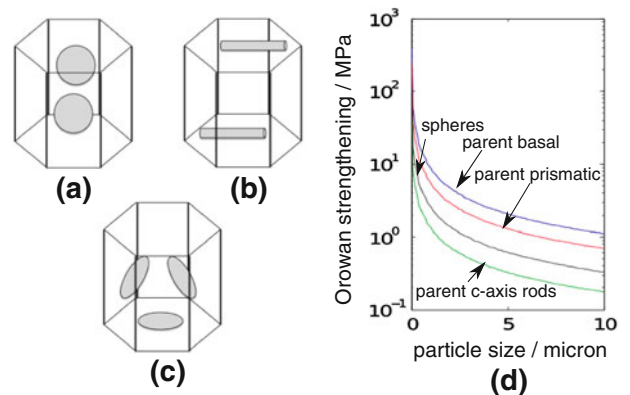 (a)
(b)
(c)
Orowan strengthening / MPa
10³
10²
10¹
10⁰
10⁻¹
spheres
parent basal
parent prismatic
parent c-axis rods
0
5
10
particle size / micron
(d)